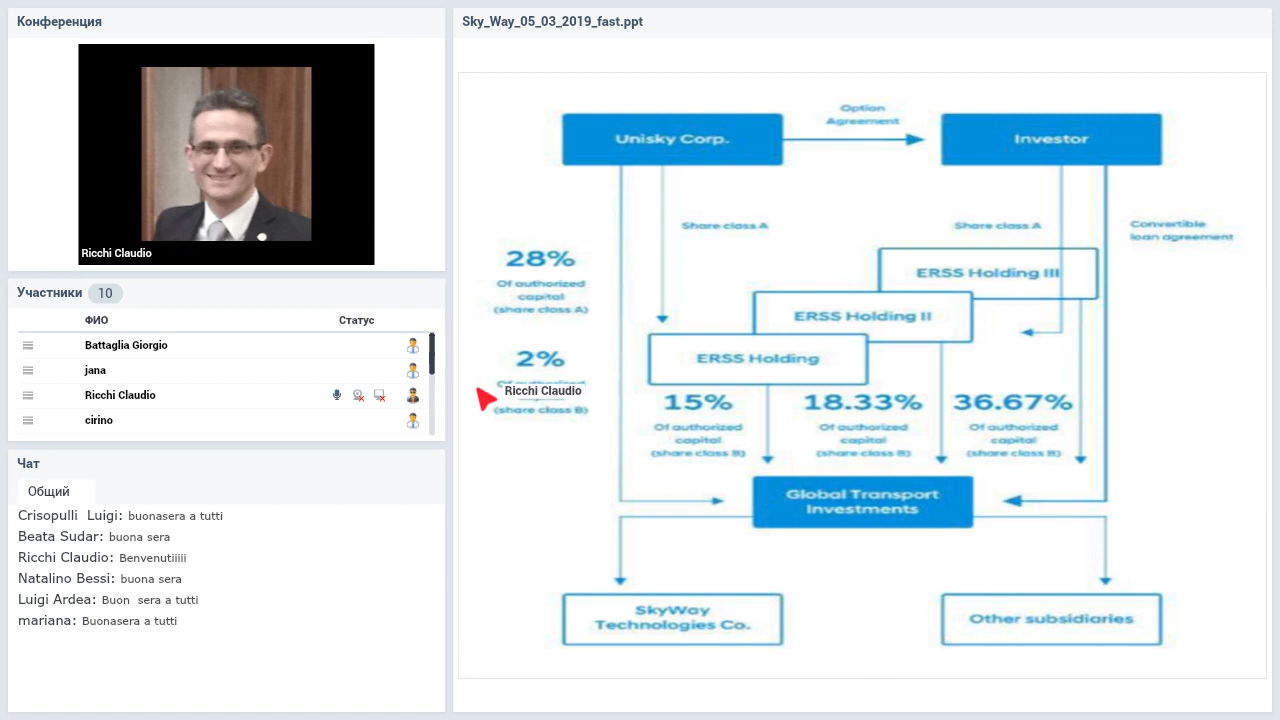 Конференция
Ricchi Claudio
Участники 10
ФИО Статус
Battaglia Giorgio
jana
Ricchi Claudio
cirino
Чат
Общий
Crisopulli Luigi: buonasera a tutti
Beata Sudar: buona sera
Ricchi Claudio: Benvenutiiiii
Natalino Bessi: buona sera
Luigi Ardea: Buon sera a tutti
mariana: Buonasera a tutti
Sky_Way_05_03_2019_fast.ppt
Option
Agreement
Unisky Corp.
Investor
Share class A
Share class A
Convertible
loan agreement
28%
Of authorized
capital
(share class A)
ERSS Holding III
ERSS Holding II
ERSS Holding
2%
Ricchi Claudio
(share class B)
15%
Of authorized
capital
(share class B)
18.33%
Of authorized
capital
(share class B)
36.67%
Of authorized
capital
(share class B)
Global Transport
Investments
SkyWay
Technologies Co.
Other subsidiaries